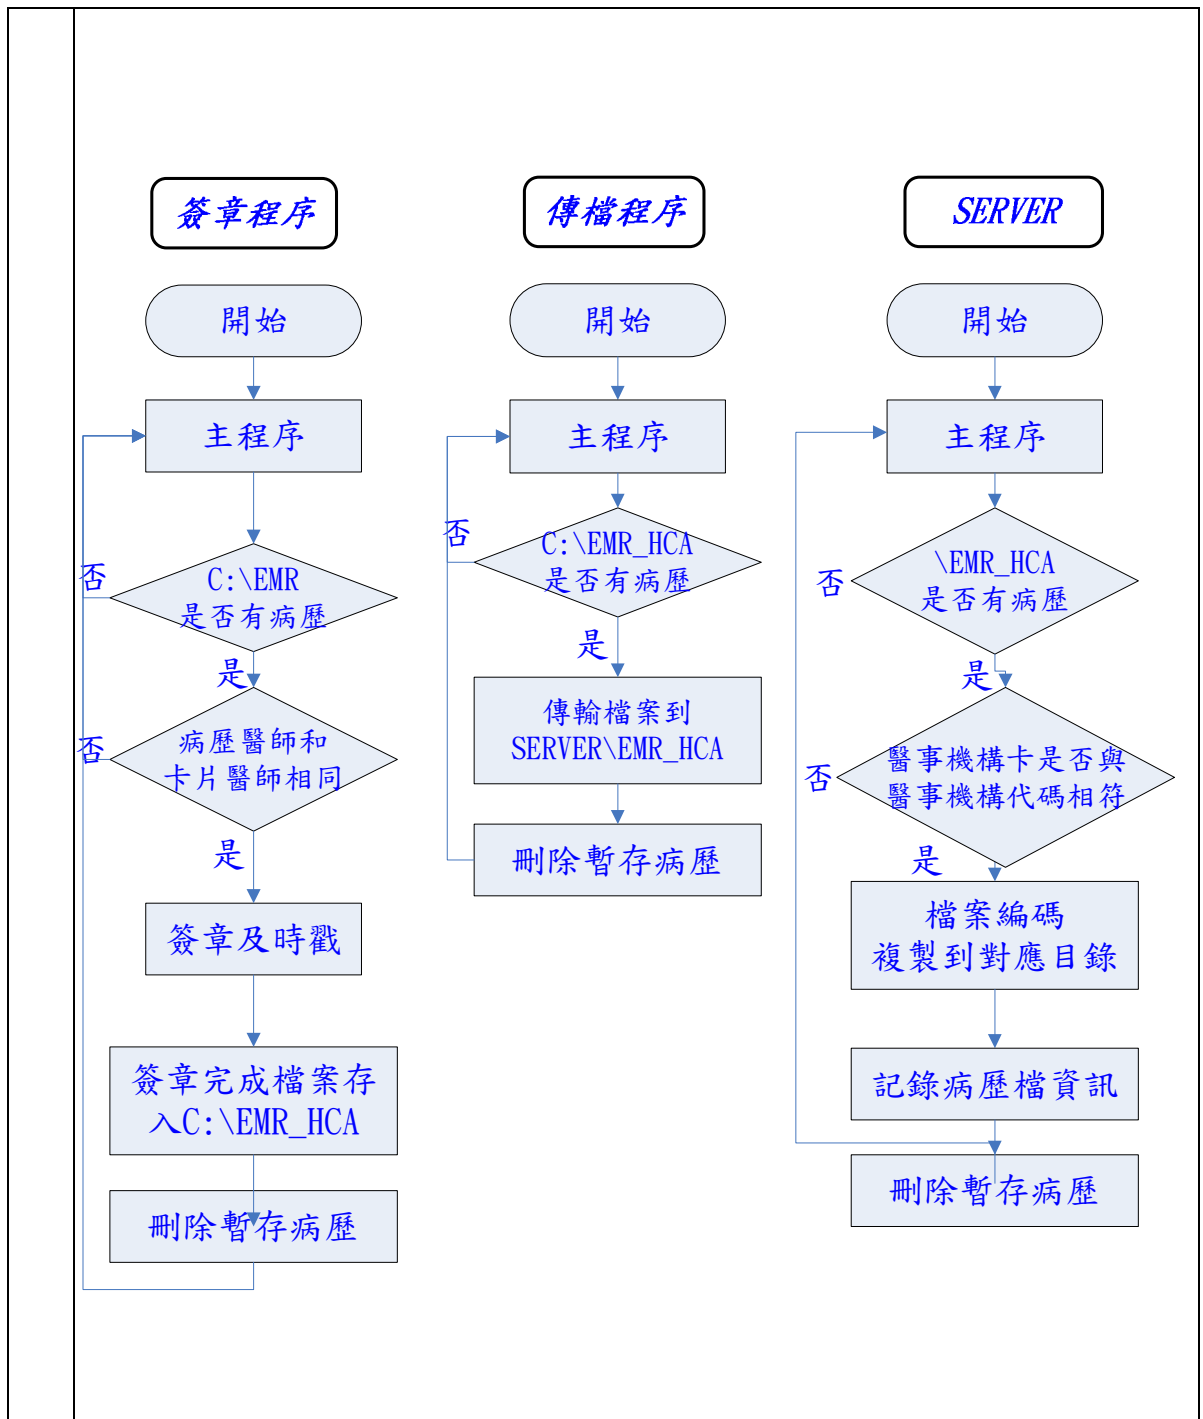 簽章程序
開始
主程序
否
C:\EMR
是否有病歷
是
否
病歷醫師和
卡片醫師相同
是
簽章及時戳
簽章完成檔案存
入C:\EMR_HCA
刪除暫存病歷
傳檔程序
開始
主程序
否
C:\EMR_HCA
是否有病歷
是
傳輸檔案到
SERVER\EMR_HCA
刪除暫存病歷
SERVER
開始
主程序
\EMR_HCA
是否有病歷
否
是
醫事機構卡是否與
醫事機構代碼相符
否
是
檔案編碼
複製到對應目錄
記錄病歷檔資訊
刪除暫存病歷